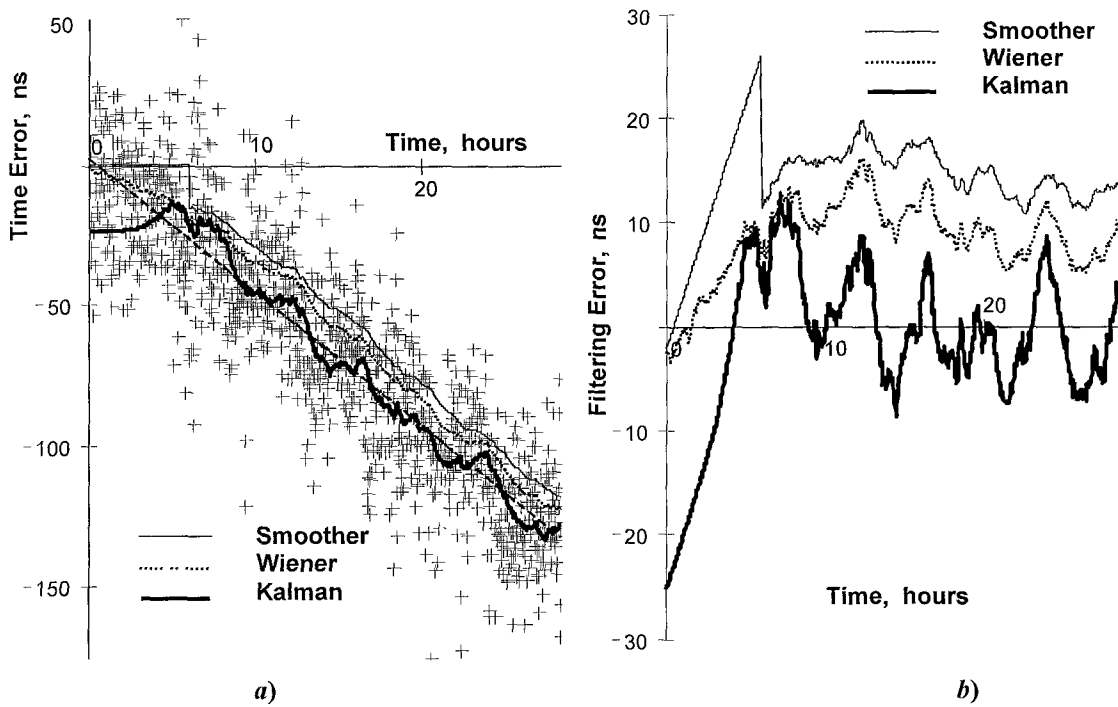 50
Time Error, ns
0
10
Time, hours
20
-50
-100
-150
Smoother
Wiener
Kalman
a)
30
Smoother
Wiener
Kalman
20
10
Filtering Error, ns
0
10
20
-10
-20
Time, hours
-30
b)